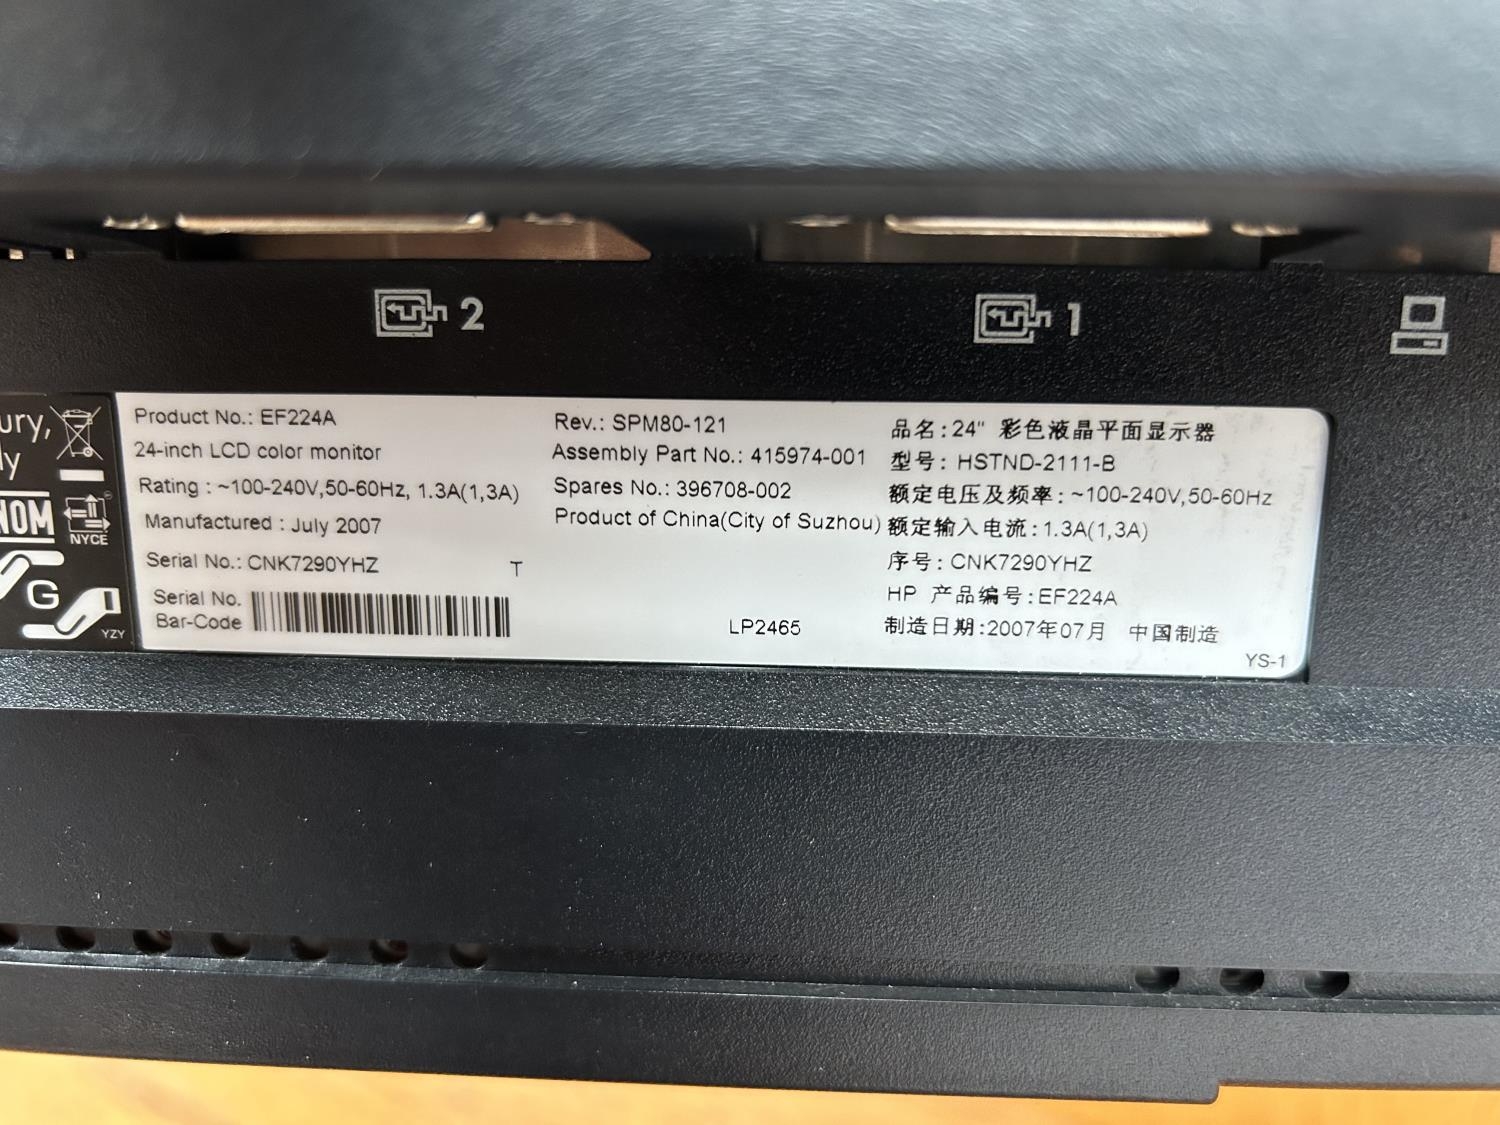 2
1
ury,
ly
NOM
NYCE
G
YZY
Product No.: EF224A
24-inch LCD color monitor
Rating : ~100-240V,50-60Hz, 1.3A(1,3A)
Manufactured : July 2007
Serial No.: CNK7290YHZ
T
Serial No.
Bar-Code
Rev.: SPM80-121
Assembly Part No.: 415974-001
Spares No.: 396708-002
Product of China(City of Suzhou)
LP2465
品名:24" 彩色液晶平面显示器
型号: HSTND-2111-B
额定电压及频率: ~100-240V,50-60Hz
额定输入电流: 1.3A(1,3A)
序号: CNK7290YHZ
HP 产品编号:EF224A
制造日期:2007年07月 中国制造
YS-1